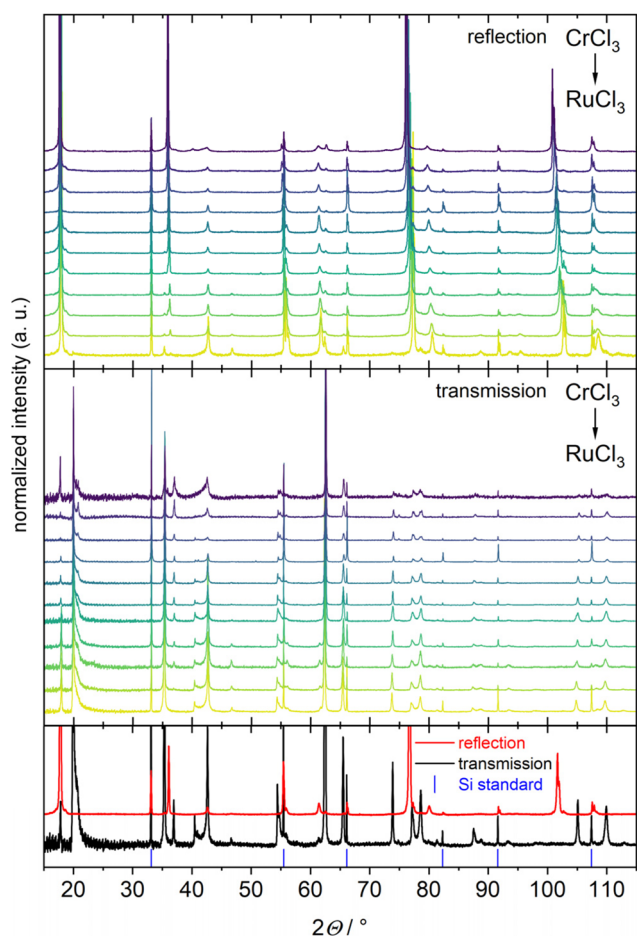 reflection CrCl₃
RuCl₃
transmission CrCl₃
RuCl₃
normalized intensity (a. u.)
reflection
transmission
Si standard
15 20 30 40 50 60 70 80 90 100 110
2Θ / °